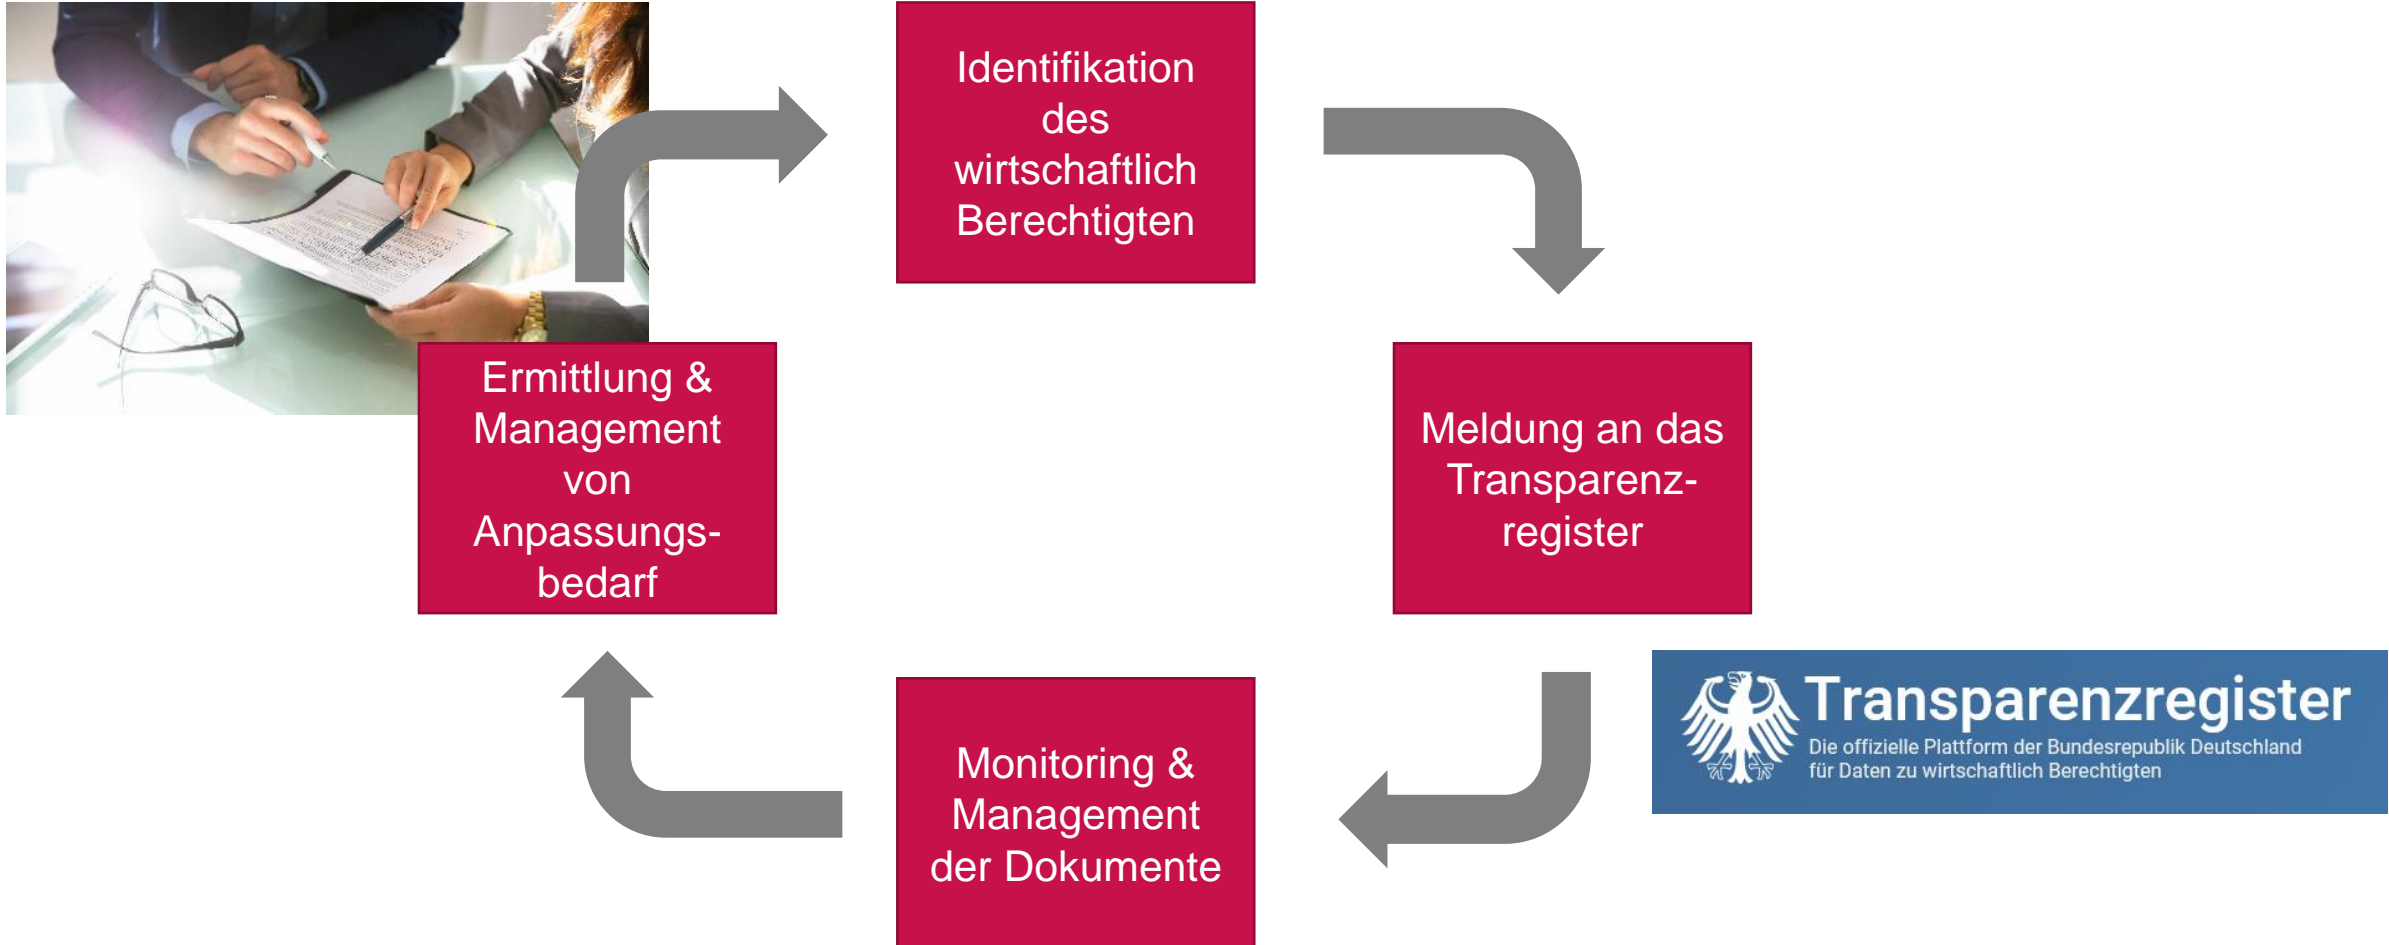 Identifikation
des
wirtschaftlich
Berechtigten
Ermittlung &
Management
von
Anpassungs-
bedarf
Meldung an das
Transparenz-
register
Monitoring &
Management
der Dokumente
Transparenzregister
Die offizielle Plattform der Bundesrepublik Deutschland
für Daten zu wirtschaftlich Berechtigten